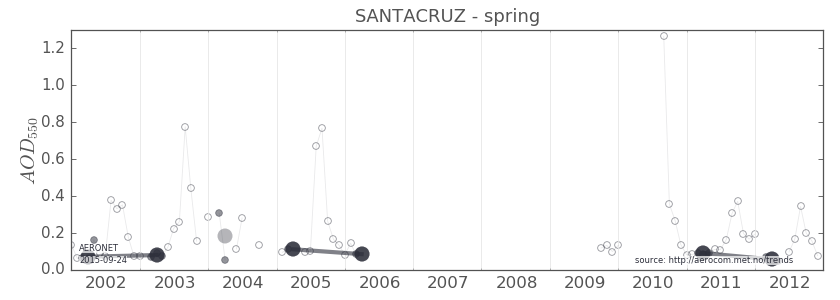 SANTACRUZ - spring
AOD550
1.2
1.0
0.8
0.6
0.4
0.2
0.0
AERONET
2015-09-24
source: http://aerocom.met.no/trends
2002 2003 2004 2005 2006 2007 2008 2009 2010 2011 2012